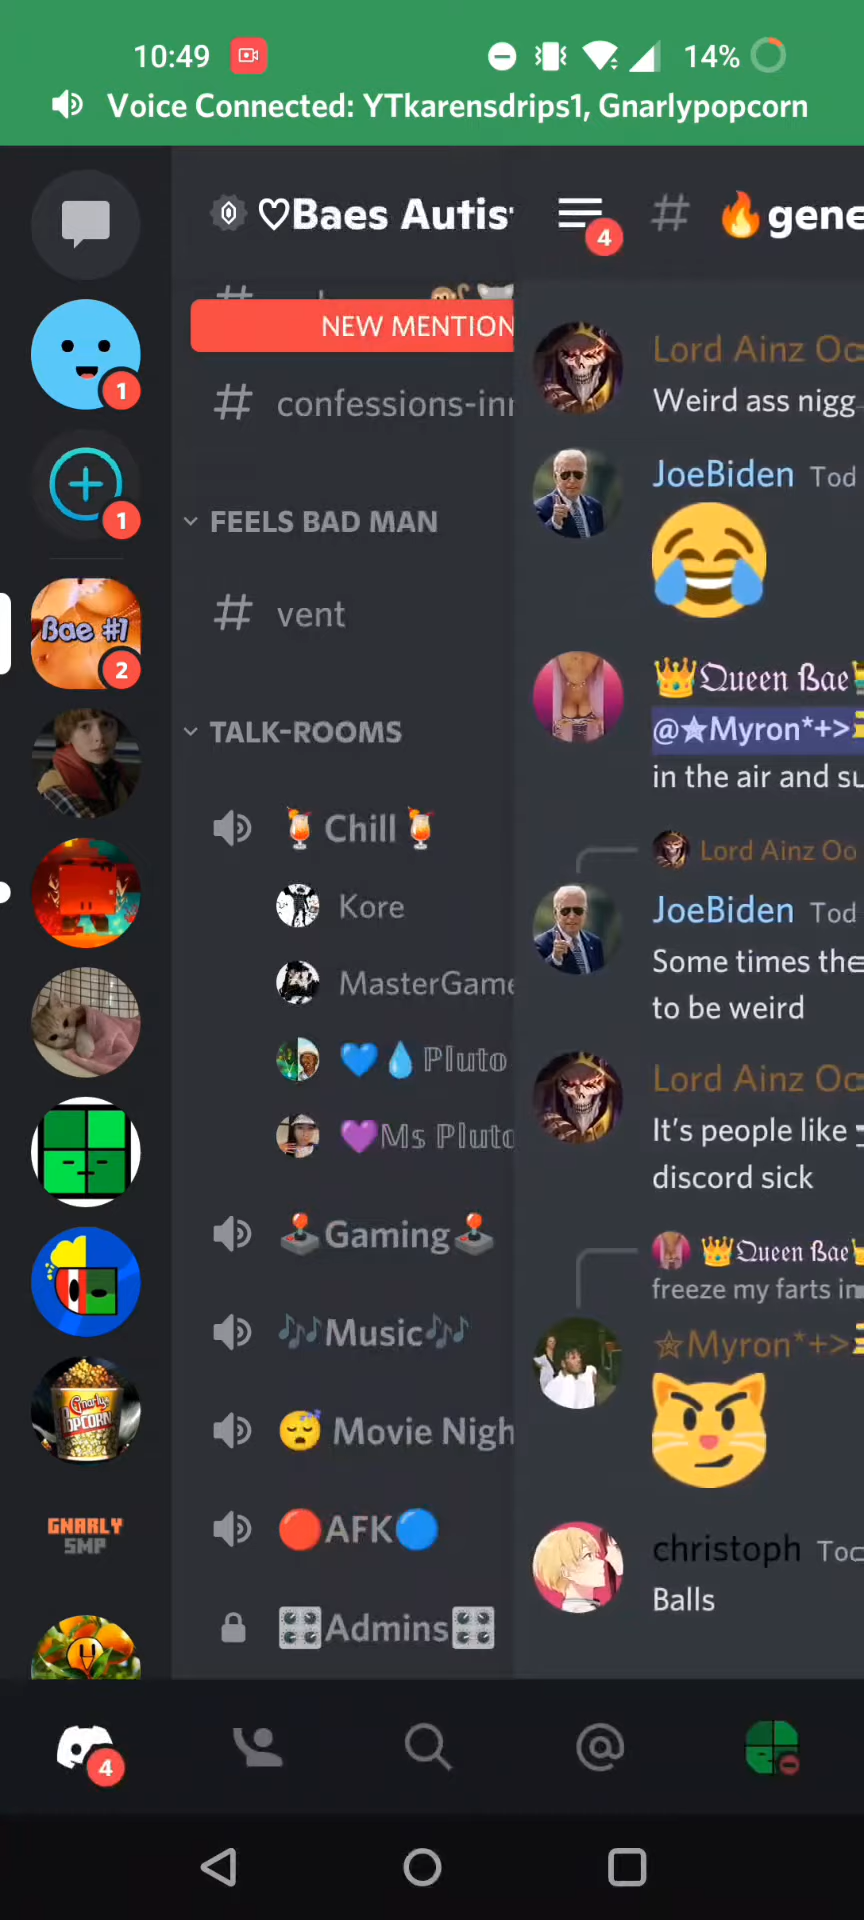 10:49
14%
Voice Connected: YTkarensdrips1, Gnarlypopcorn
♡Baes Autis
4
# 🔥gene
NEW MENTION
# confessions-in
FEELS BAD MAN
# vent
TALK-ROOMS
🍹Chill🍹
Kore
MasterGame
💙💧ℙluto
💜Ms Pluto
🕹Gaming🕹
🎶Music🎶
😴 Movie Nigh
🔴AFK🔵
🎛Admins🎛
1
1
Bae #1
2
Gnarly
POPCORN
GNARLY
SMP
Lord Ainz Oo
Weird ass nigg
JoeBiden Tod
😂
👑Queen Bae
@✯Myron*+>
in the air and su
Lord Ainz Oo
JoeBiden Tod
Some times the
to be weird
Lord Ainz Oo
It's people like
discord sick
👑Queen Bae
freeze my farts in
✯Myron*+>
😼
christoph Tod
Balls
4
@